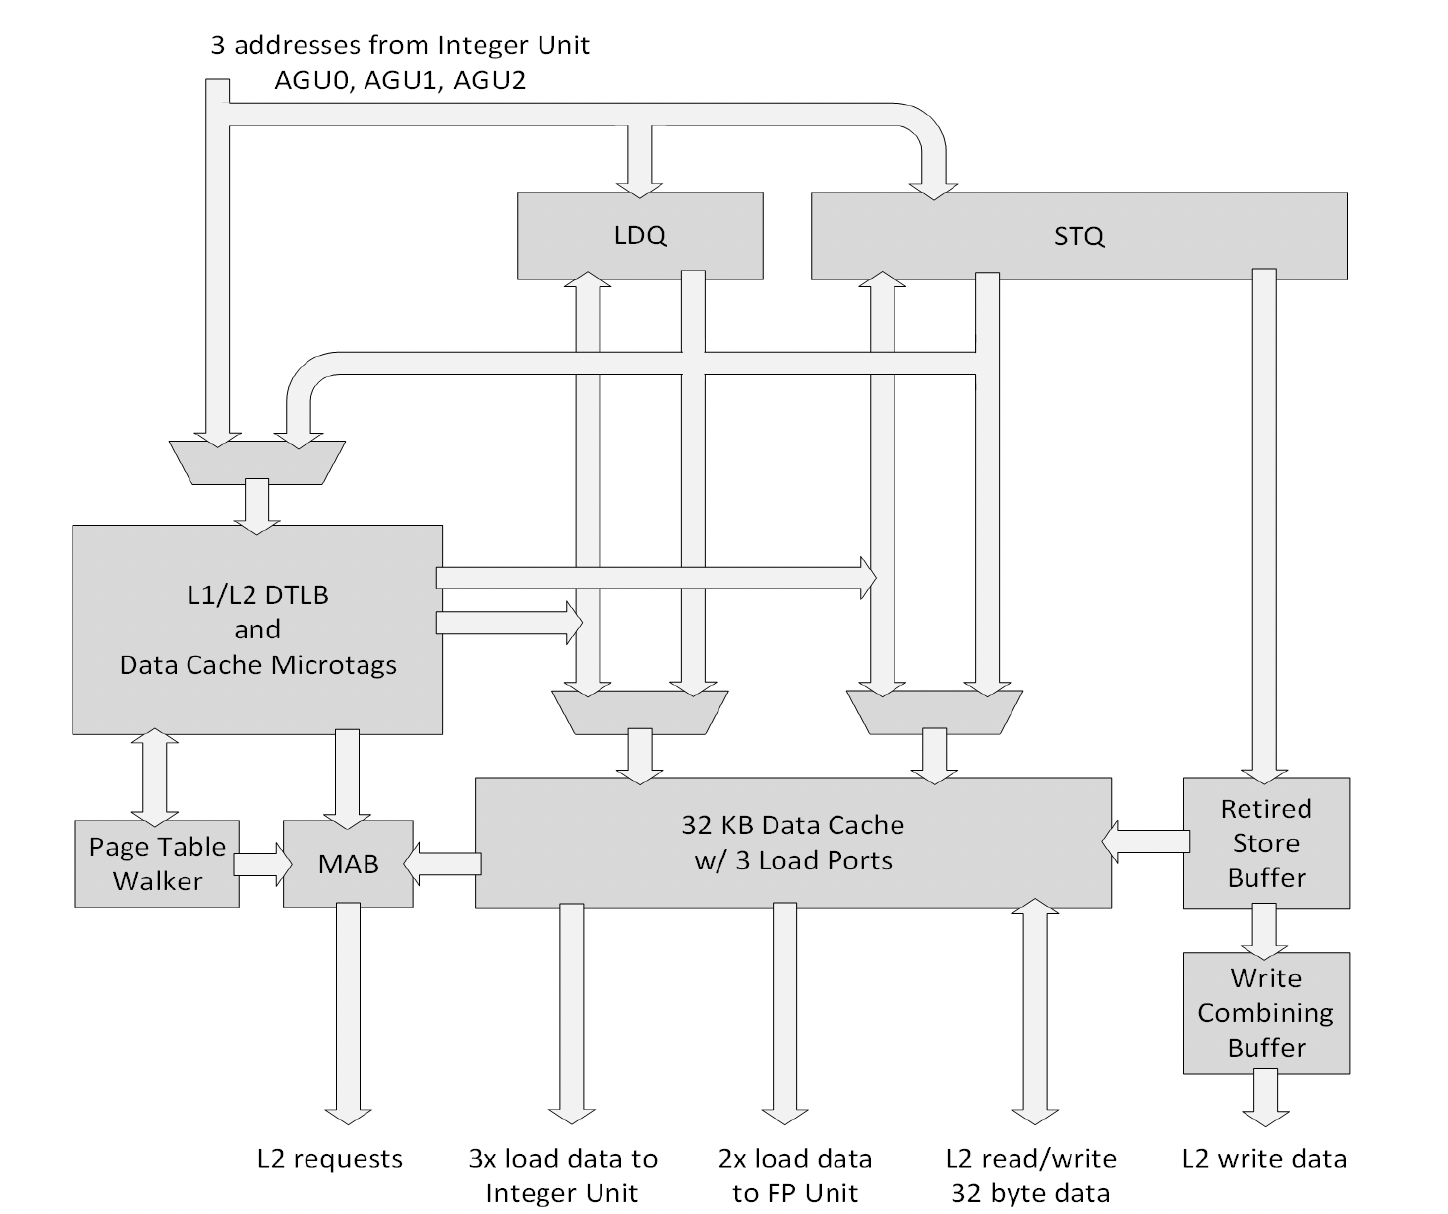 3 addresses from Integer Unit
AGU0, AGU1, AGU2
LDQ
STQ
L1/L2 DTLB
and
Data Cache Microtags
Page Table
Walker
MAB
32 KB Data Cache
w/ 3 Load Ports
Retired
Store
Buffer
Write
Combining
Buffer
L2 requests
3x load data to
Integer Unit
2x load data
to FP Unit
L2 read/write
32 byte data
L2 write data